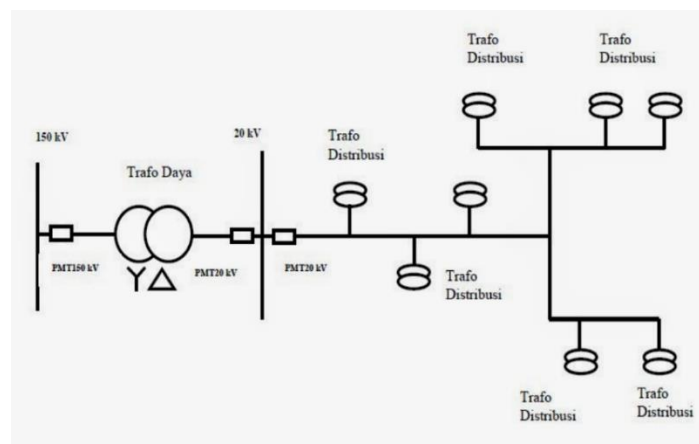 Trafo
Distribusi
Trafo
Distribusi
150 kV
20 kV
Trafo
Distribusi
Trafo Daya
PMT150 kV
PMT20 kV
PMT20 kV
Trafo
Distribusi
Trafo
Distribusi
Trafo
Distribusi